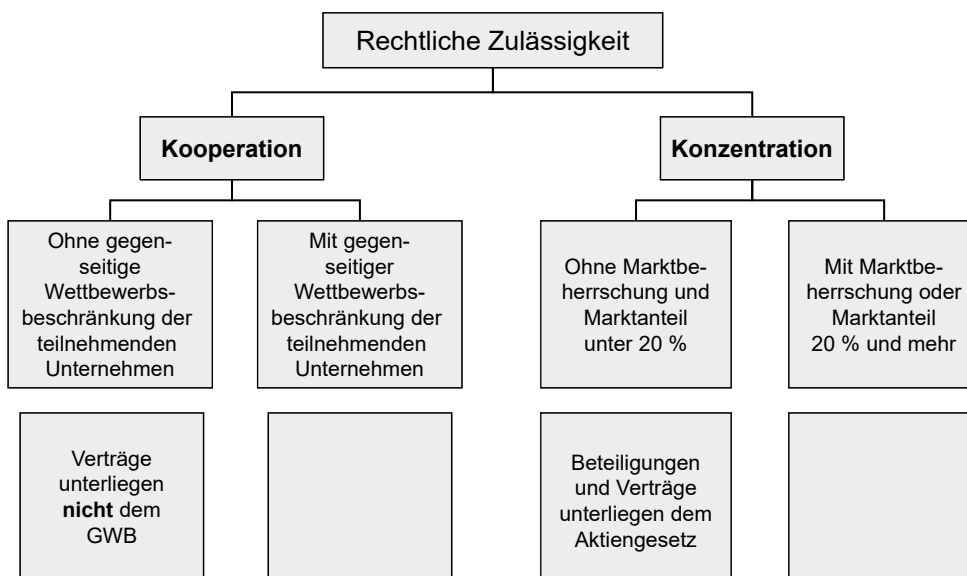 Rechtliche Zulässigkeit
Kooperation
Konzentration
Ohne gegen-
seitige
Wettbewerbs-
beschränkung der
teilnehmenden
Unternehmen
Mit gegen-
seitiger
Wettbewerbs-
beschränkung der
teilnehmenden
Unternehmen
Ohne Marktbe-
herrschung und
Marktanteil
unter 20 %
Mit Marktbe-
herrschung oder
Marktanteil
20 % und mehr
Verträge
unterliegen
nicht dem
GWB
Beteiligungen
und Verträge
unterliegen dem
Aktiengesetz